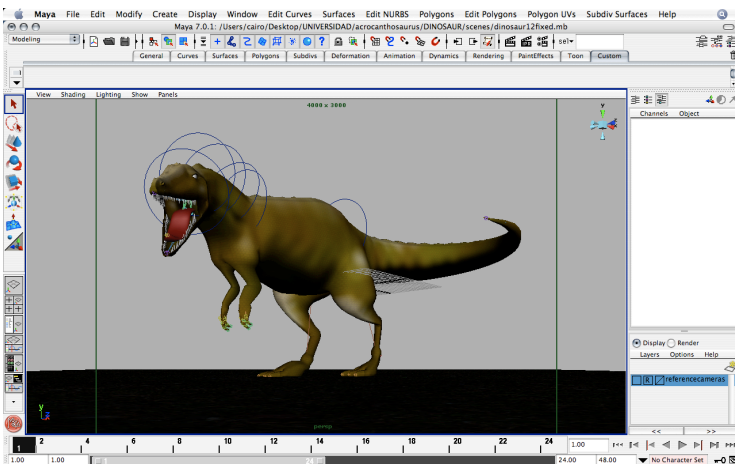 Maya File Edit Modify Create Display Window Edit Curves Surfaces Edit NURBS Polygons Edit Polygons Polygon UVs Subdiv Surfaces Help
Maya 7.0.1: /Users/cairo/Desktop/UNIVERSIDAD/acrocanthosaurus/DINOSAUR/scenes/dinosaur12fixed.mb
Modeling
sel▾
General Curves Surfaces Polygons Subdivs Deformation Animation Dynamics Rendering PaintEffects Toon Custom
View Shading Lighting Show Panels
4000 x 3000
Channels Object
y
persp
y
Display Render
Layers Options Help
R referencecameras
<< >>
1 2 4 6 8 10 12 14 16 18 20 22 24 1.00
1.00 1.00 24 24.00 48.00 No Character Set